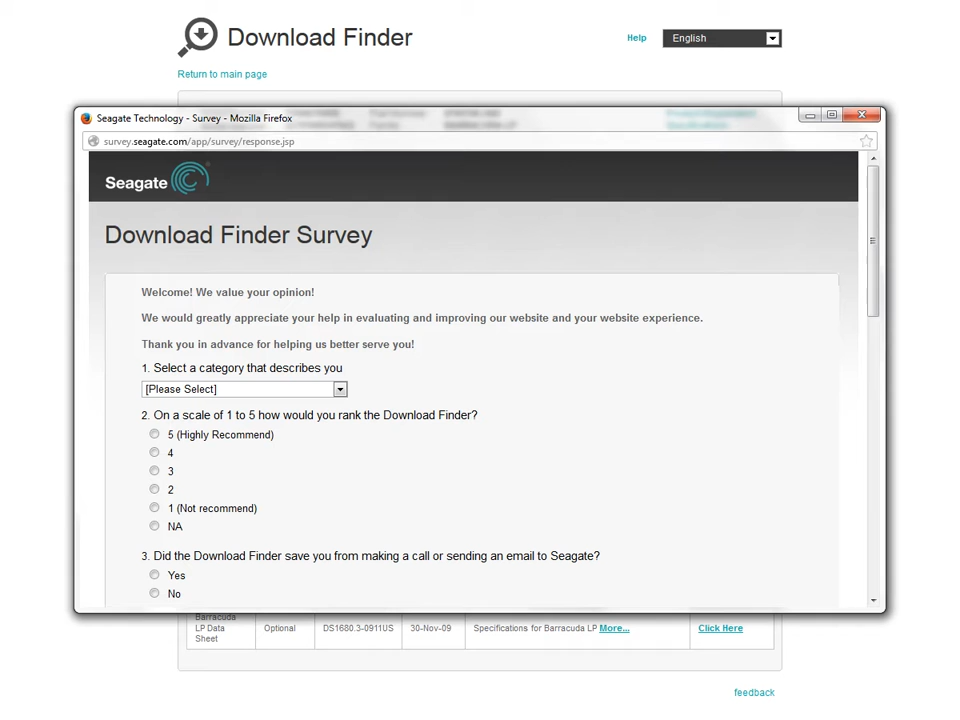 Download Finder
Help
English
Return to main page
Seagate Technology - Survey - Mozilla Firefox
survey.seagate.com/app/survey/response.jsp
Seagate
Download Finder Survey
Welcome! We value your opinion!
We would greatly appreciate your help in evaluating and improving our website and your website experience.
Thank you in advance for helping us better serve you!
1. Select a category that describes you
[Please Select]
2. On a scale of 1 to 5 how would you rank the Download Finder?
5 (Highly Recommend)
4
3
2
1 (Not recommend)
NA
3. Did the Download Finder save you from making a call or sending an email to Seagate?
Yes
No
Barracuda
LP Data
Sheet
Optional
DS1680.3-0911US
30-Nov-09
Specifications for Barracuda LP More...
Click Here
feedback